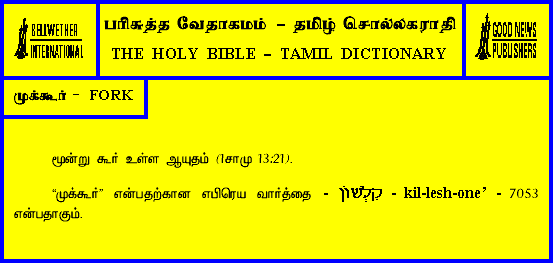 BELLWETHER
INTERNATIONAL
பரிசுத்த வேதாகமம் - தமிழ் சொல்லகராதி
THE HOLY BIBLE - TAMIL DICTIONARY
GOOD NEWS
PUBLISHERS
முக்கூர் - FORK
மூன்று கூர் உள்ள ஆயுதம் (1சாமு 13:21).
“முக்கூர்” என்பதற்கான எபிரெய வார்த்தை - קִלְּשׁוֹן - kil-lesh-one’ - 7053
என்பதாகும்.